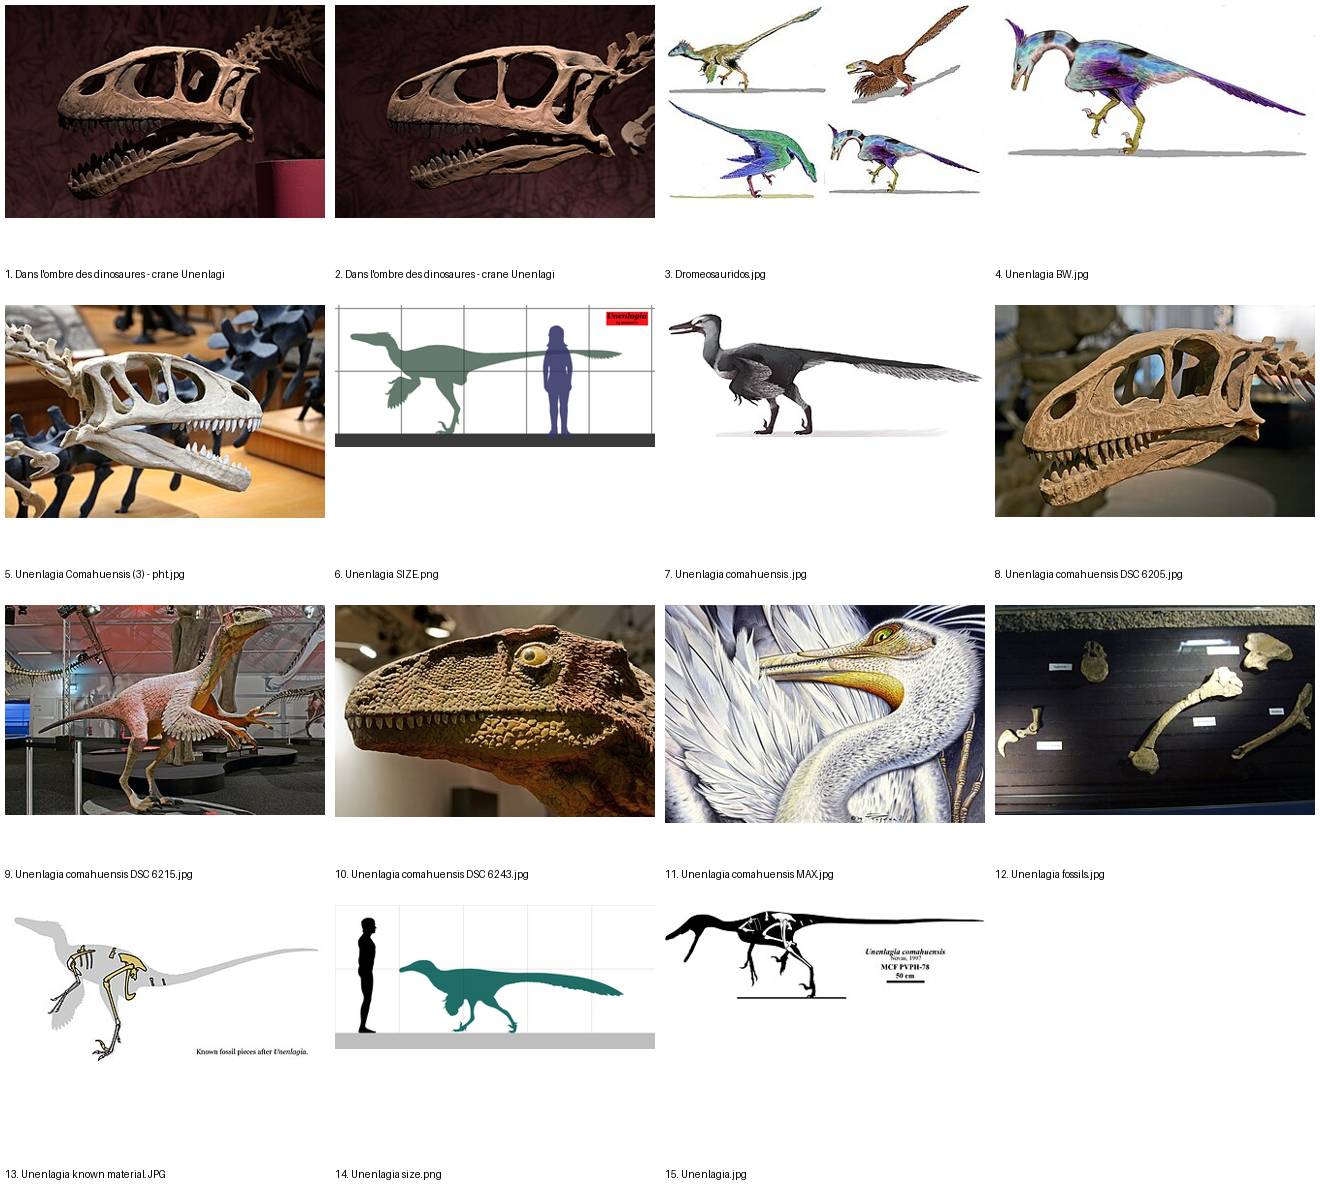 1. Dans l'ombre des dinosaures - crane Unenlagi
2. Dans l'ombre des dinosaures - crane Unenlagi
3. Dromeosauridos.jpg
4. Unenlagia BW.jpg
Unenlagia
5. Unenlagia Comahuensis (3) - pht.jpg
6. Unenlagia SIZE.png
7. Unenlagia comahuensis .jpg
8. Unenlagia comahuensis DSC 6205.jpg
9. Unenlagia comahuensis DSC 6215.jpg
10. Unenlagia comahuensis DSC 6243.jpg
11. Unenlagia comahuensis MAX.jpg
12. Unenlagia fossils.jpg
Known fossil pieces after Unenlagia.
Unenlagia comahuensis
Novas, 1997
MCF PVPH-78
50 cm
13. Unenlagia known material.JPG
14. Unenlagia size.png
15. Unenlagia.jpg